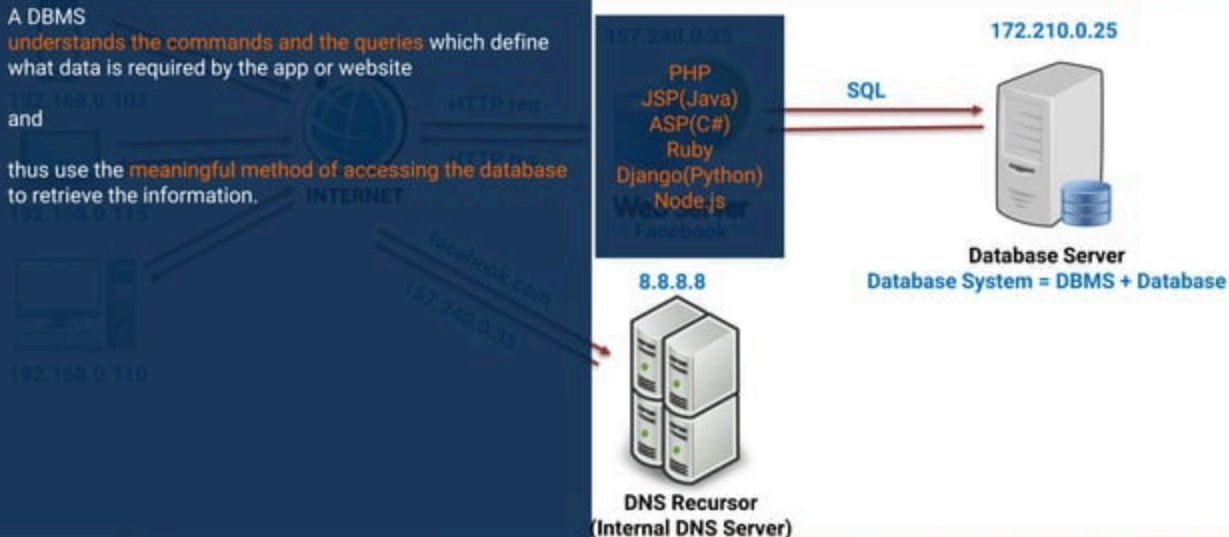 A DBMS
understands the commands and the queries which define
what data is required by the app or website
192.168.0.103
and
thus use the meaningful method of accessing the database
to retrieve the information.
192.168.0.115
192.168.0.110
HTTP req
INTERNET
facebook.com
157.240.0.35
157.240.0.35
PHP
JSP(Java)
ASP(C#)
Ruby
Django(Python)
Node.js
Web Server
Facebook
SQL
172.210.0.25
Database Server
Database System = DBMS + Database
8.8.8.8
DNS Recursor
(Internal DNS Server)